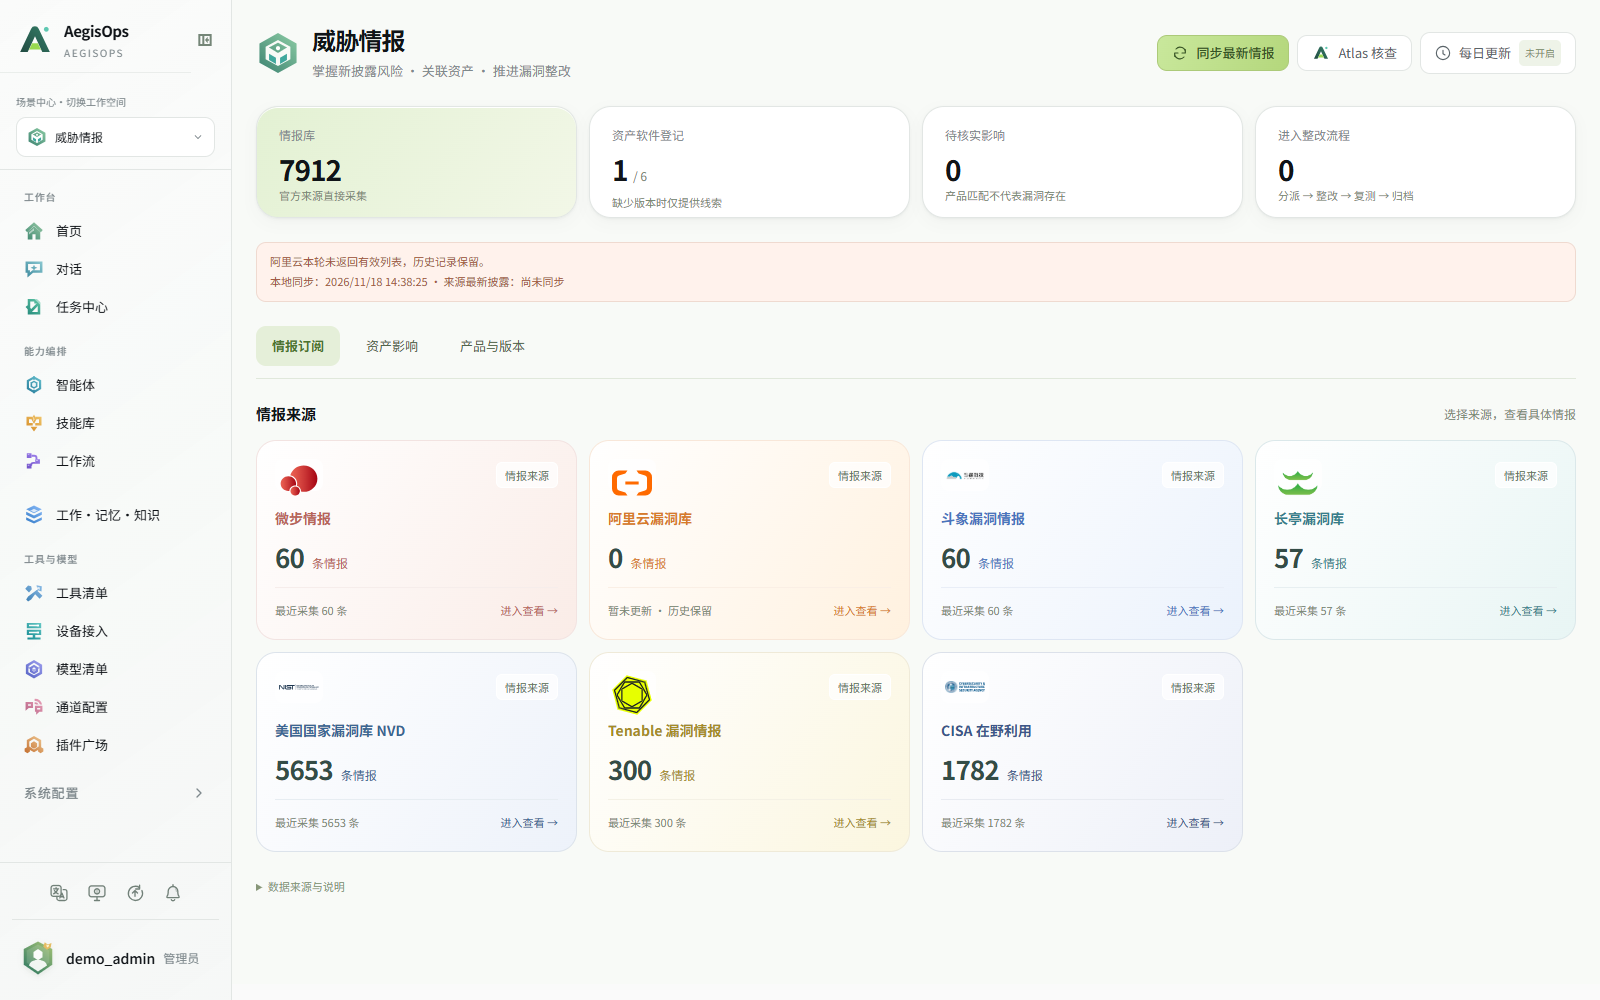 AegisOps
AEGISOPS
场景中心・切换工作空间
威胁情报
工作台
首页
对话
任务中心
能力编排
智能体
技能库
工作流
工作・记忆・知识
工具与模型
工具清单
设备接入
模型清单
通道配置
插件广场
系统配置
demo_admin 管理员
威胁情报
掌握新披露风险 • 关联资产 • 推进漏洞整改
同步最新情报
Atlas 核查
每日更新 未开启
情报库
7912
官方来源直接采集
资产软件登记
1 / 6
缺少版本时仅提供线索
待核实影响
0
产品匹配不代表漏洞存在
进入整改流程
0
分派 → 整改 → 复测 → 归档
阿里云本轮未返回有效列表，历史记录保留。
本地同步：2026/11/18 14:38:25 • 来源最新披露：尚未同步
情报订阅 资产影响 产品与版本
情报来源
选择来源，查看具体情报
情报来源
微步情报
60 条情报
最近采集 60 条 进入查看 →
情报来源
阿里云漏洞库
0 条情报
暂未更新 • 历史保留 进入查看 →
情报来源
斗象漏洞情报
60 条情报
最近采集 60 条 进入查看 →
情报来源
长亭漏洞库
57 条情报
最近采集 57 条 进入查看 →
NIST
情报来源
美国国家漏洞库 NVD
5653 条情报
最近采集 5653 条 进入查看 →
情报来源
Tenable 漏洞情报
300 条情报
最近采集 300 条 进入查看 →
情报来源
CISA 在野利用
1782 条情报
最近采集 1782 条 进入查看 →
数据来源与说明